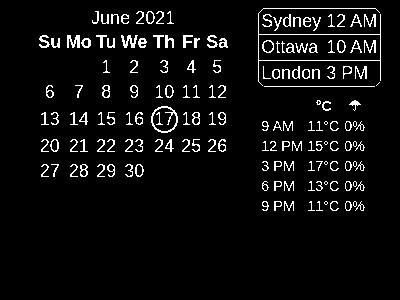 June 2021
Su Mo Tu We Th Fr Sa
1 2 3 4 5
6 7 8 9 10 11 12
13 14 15 16 17 18 19
20 21 22 23 24 25 26
27 28 29 30
Sydney 12 AM
Ottawa 10 AM
London 3 PM
°C ☂
9 AM 11°C 0%
12 PM 15°C 0%
3 PM 17°C 0%
6 PM 13°C 0%
9 PM 11°C 0%